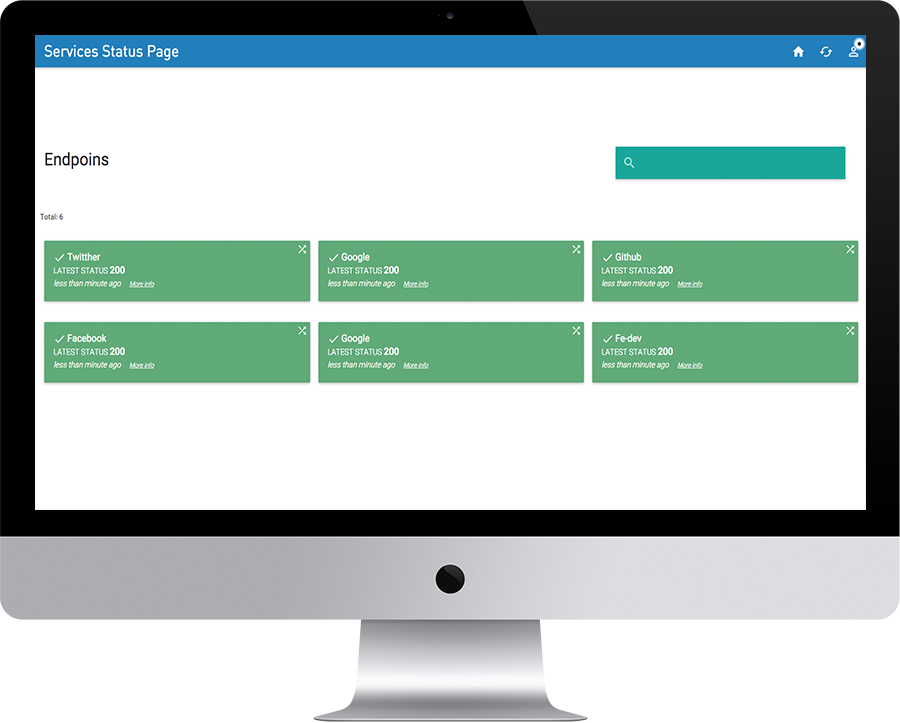 Services Status Page
Endpoins
Total: 6
Twitther
LATEST STATUS 200
less than minute ago More info
Google
LATEST STATUS 200
less than minute ago More info
Github
LATEST STATUS 200
less than minute ago More info
Facebook
LATEST STATUS 200
less than minute ago More info
Google
LATEST STATUS 200
less than minute ago More info
Fe-dev
LATEST STATUS 200
less than minute ago More info